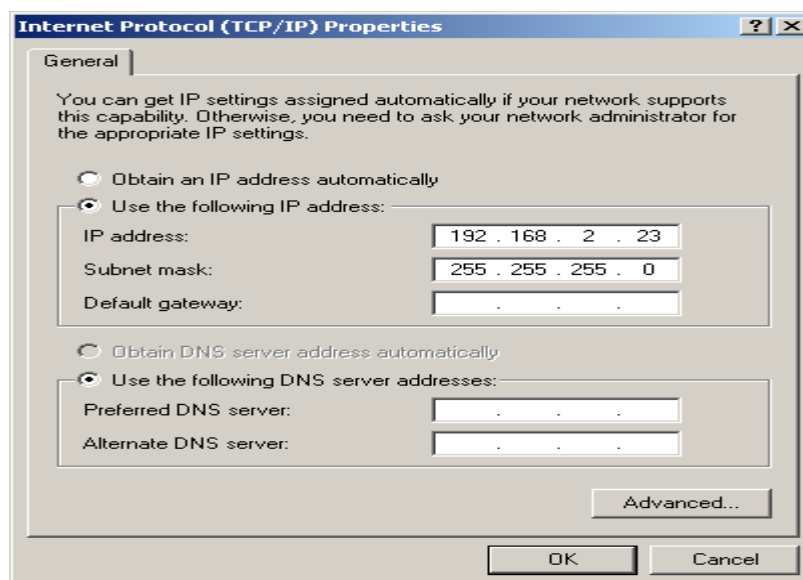 Internet Protocol (TCP/IP) Properties
General
You can get IP settings assigned automatically if your network supports
this capability. Otherwise, you need to ask your network administrator for
the appropriate IP settings.
Obtain an IP address automatically
Use the following IP address:
IP address: 192 . 168 . 2 . 23
Subnet mask: 255 . 255 . 255 . 0
Default gateway: . . .
Obtain DNS server address automatically
Use the following DNS server addresses:
Preferred DNS server: . . .
Alternate DNS server: . . .
Advanced...
OK Cancel